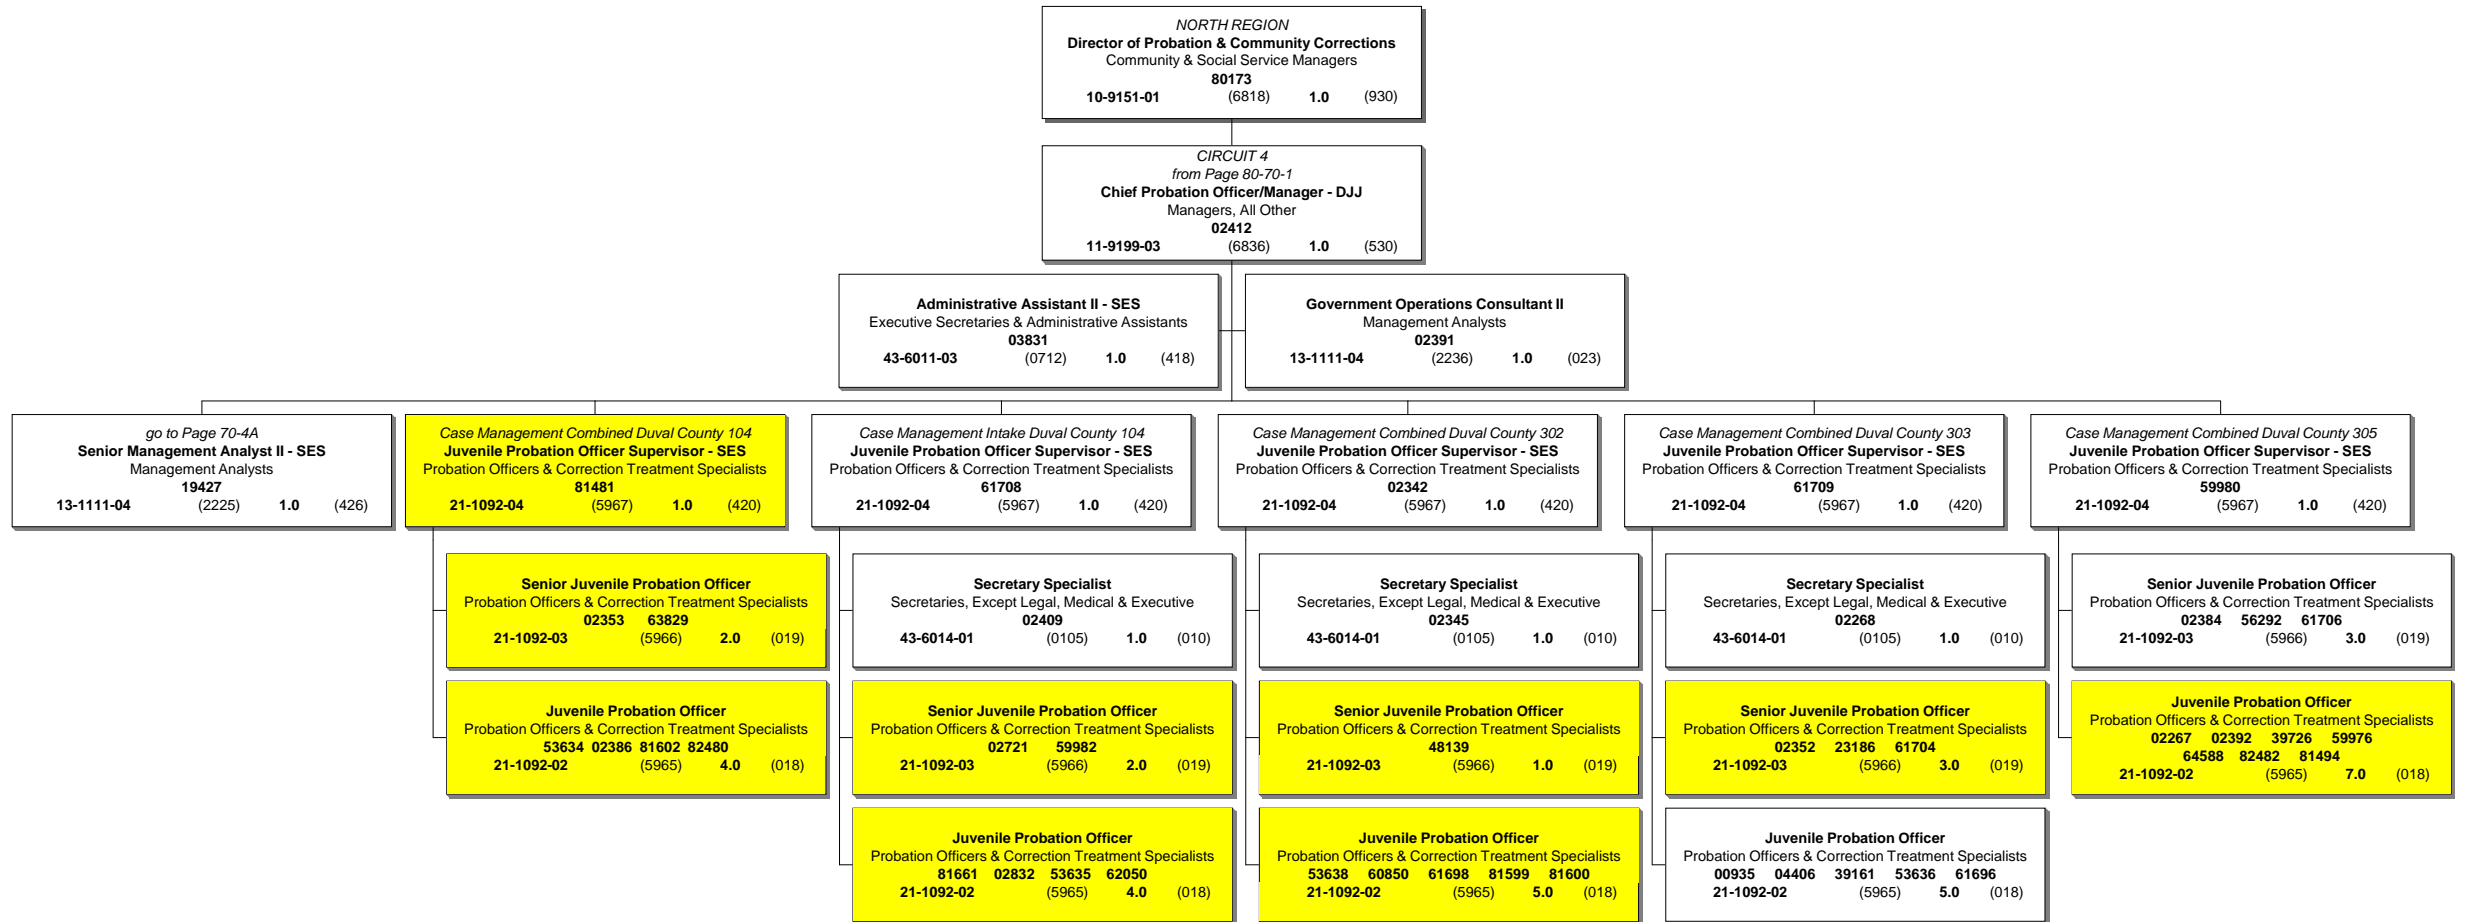 NORTH REGION
Director of Probation & Community Corrections
Community & Social Service Managers
80173
10-9151-01 (6818) 1.0 (930)
CIRCUIT 4
from Page 80-70-1
Chief Probation Officer/Manager - DJJ
Managers, All Other
02412
11-9199-03 (6836) 1.0 (530)
Administrative Assistant II - SES
Executive Secretaries & Administrative Assistants
03831
43-6011-03 (0712) 1.0 (418)
Government Operations Consultant II
Management Analysts
02391
13-1111-04 (2236) 1.0 (023)
go to Page 70-4A
Senior Management Analyst II - SES
Management Analysts
19427
13-1111-04 (2225) 1.0 (426)
Case Management Combined Duval County 104
Juvenile Probation Officer Supervisor - SES
Probation Officers & Correction Treatment Specialists
81481
21-1092-04 (5967) 1.0 (420)
Senior Juvenile Probation Officer
Probation Officers & Correction Treatment Specialists
02353 63829
21-1092-03 (5966) 2.0 (019)
Juvenile Probation Officer
Probation Officers & Correction Treatment Specialists
53634 02386 81602 82480
21-1092-02 (5965) 4.0 (018)
Case Management Intake Duval County 104
Juvenile Probation Officer Supervisor - SES
Probation Officers & Correction Treatment Specialists
61708
21-1092-04 (5967) 1.0 (420)
Secretary Specialist
Secretaries, Except Legal, Medical & Executive
02409
43-6014-01 (0105) 1.0 (010)
Senior Juvenile Probation Officer
Probation Officers & Correction Treatment Specialists
02721 59982
21-1092-03 (5966) 2.0 (019)
Juvenile Probation Officer
Probation Officers & Correction Treatment Specialists
81661 02832 53635 62050
21-1092-02 (5965) 4.0 (018)
Case Management Combined Duval County 302
Juvenile Probation Officer Supervisor - SES
Probation Officers & Correction Treatment Specialists
02342
21-1092-04 (5967) 1.0 (420)
Secretary Specialist
Secretaries, Except Legal, Medical & Executive
02345
43-6014-01 (0105) 1.0 (010)
Senior Juvenile Probation Officer
Probation Officers & Correction Treatment Specialists
48139
21-1092-03 (5966) 1.0 (019)
Juvenile Probation Officer
Probation Officers & Correction Treatment Specialists
53638 60850 61698 81599 81600
21-1092-02 (5965) 5.0 (018)
Case Management Combined Duval County 303
Juvenile Probation Officer Supervisor - SES
Probation Officers & Correction Treatment Specialists
61709
21-1092-04 (5967) 1.0 (420)
Secretary Specialist
Secretaries, Except Legal, Medical & Executive
02268
43-6014-01 (0105) 1.0 (010)
Senior Juvenile Probation Officer
Probation Officers & Correction Treatment Specialists
02352 23186 61704
21-1092-03 (5966) 3.0 (019)
Juvenile Probation Officer
Probation Officers & Correction Treatment Specialists
00935 04406 39161 53636 61696
21-1092-02 (5965) 5.0 (018)
Case Management Combined Duval County 305
Juvenile Probation Officer Supervisor - SES
Probation Officers & Correction Treatment Specialists
59980
21-1092-04 (5967) 1.0 (420)
Senior Juvenile Probation Officer
Probation Officers & Correction Treatment Specialists
02384 56292 61706
21-1092-03 (5966) 3.0 (019)
Juvenile Probation Officer
Probation Officers & Correction Treatment Specialists
02267 02392 39726 59976
64588 82482 81494
21-1092-02 (5965) 7.0 (018)